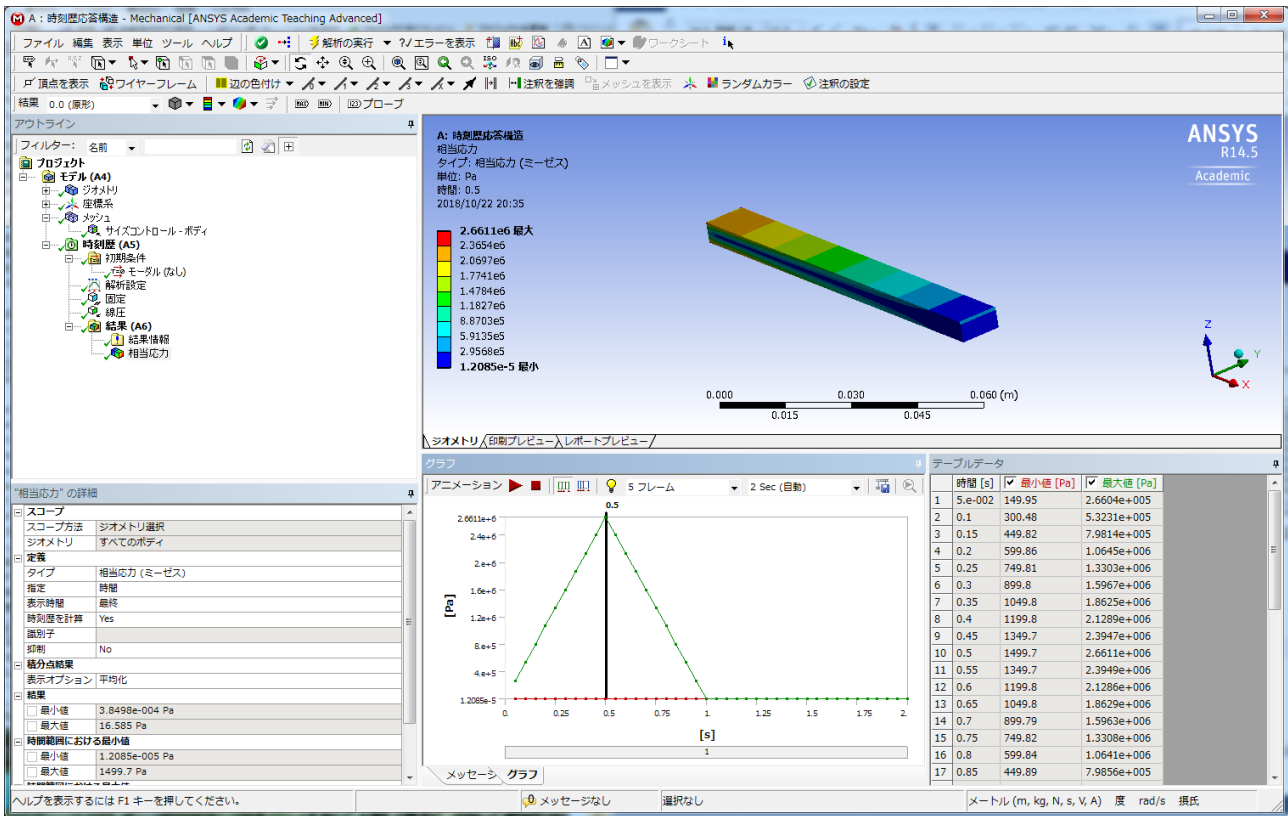 A : 時刻歴応答構造 - Mechanical [ANSYS Academic Teaching Advanced]
ファイル 編集 表示 単位 ツール ヘルプ 解析の実行 ?/エラーを表示 ワークシート
頂点を表示 ワイヤーフレーム 辺の色付け 注釈を強調 メッシュを表示 ランダムカラー 注釈の設定
結果 0.0 (原形) プローブ
アウトライン
フィルター: 名前
プロジェクト
モデル (A4)
ジオメトリ
座標系
メッシュ
サイズコントロール - ボディ
時刻歴 (A5)
初期条件
モーダル (なし)
解析設定
固定
線圧
結果 (A6)
結果情報
相当応力
A: 時刻歴応答構造
相当応力
タイプ: 相当応力 (ミーゼス)
単位: Pa
時間: 0.5
2018/10/22 20:35
2.6611e6 最大
2.3654e6
2.0697e6
1.7741e6
1.4784e6
1.1827e6
8.8703e5
5.9135e5
2.9568e5
1.2085e-5 最小
ANSYS
R14.5
Academic
Z
Y
X
0.000 0.030 0.060 (m)
0.015 0.045
ジオメトリ 印刷プレビュー レポートプレビュー
"相当応力" の詳細
スコープ
スコープ方法 ジオメトリ選択
ジオメトリ すべてのボディ
定義
タイプ 相当応力 (ミーゼス)
指定 時間
表示時間 最終
時刻歴を計算 Yes
識別子
抑制 No
積分点結果
表示オプション 平均化
結果
最小値 3.8498e-004 Pa
最大値 16.585 Pa
時間範囲における最小値
最小値 1.2085e-005 Pa
最大値 1499.7 Pa
グラフ
アニメーション 5 フレーム 2 Sec (自動)
0.5
2.6611e+6
2.4e+6
2.e+6
1.6e+6
1.2e+6
8.e+5
4.e+5
1.2085e-5
[Pa]
0. 0.25 0.5 0.75 1. 1.25 1.5 1.75 2.
[s]
1
メッセージ グラフ
テーブルデータ
時間 [s] 最小値 [Pa] 最大値 [Pa]
1 5.e-002 149.95 2.6604e+005
2 0.1 300.48 5.3231e+005
3 0.15 449.82 7.9814e+005
4 0.2 599.86 1.0645e+006
5 0.25 749.81 1.3303e+006
6 0.3 899.8 1.5967e+006
7 0.35 1049.8 1.8625e+006
8 0.4 1199.8 2.1289e+006
9 0.45 1349.7 2.3947e+006
10 0.5 1499.7 2.6611e+006
11 0.55 1349.7 2.3949e+006
12 0.6 1199.8 2.1286e+006
13 0.65 1049.8 1.8629e+006
14 0.7 899.79 1.5963e+006
15 0.75 749.82 1.3308e+006
16 0.8 599.84 1.0641e+006
17 0.85 449.89 7.9856e+005
ヘルプを表示するには F1 キーを押してください。 メッセージなし 選択なし メートル (m, kg, N, s, V, A) 度 rad/s 摂氏